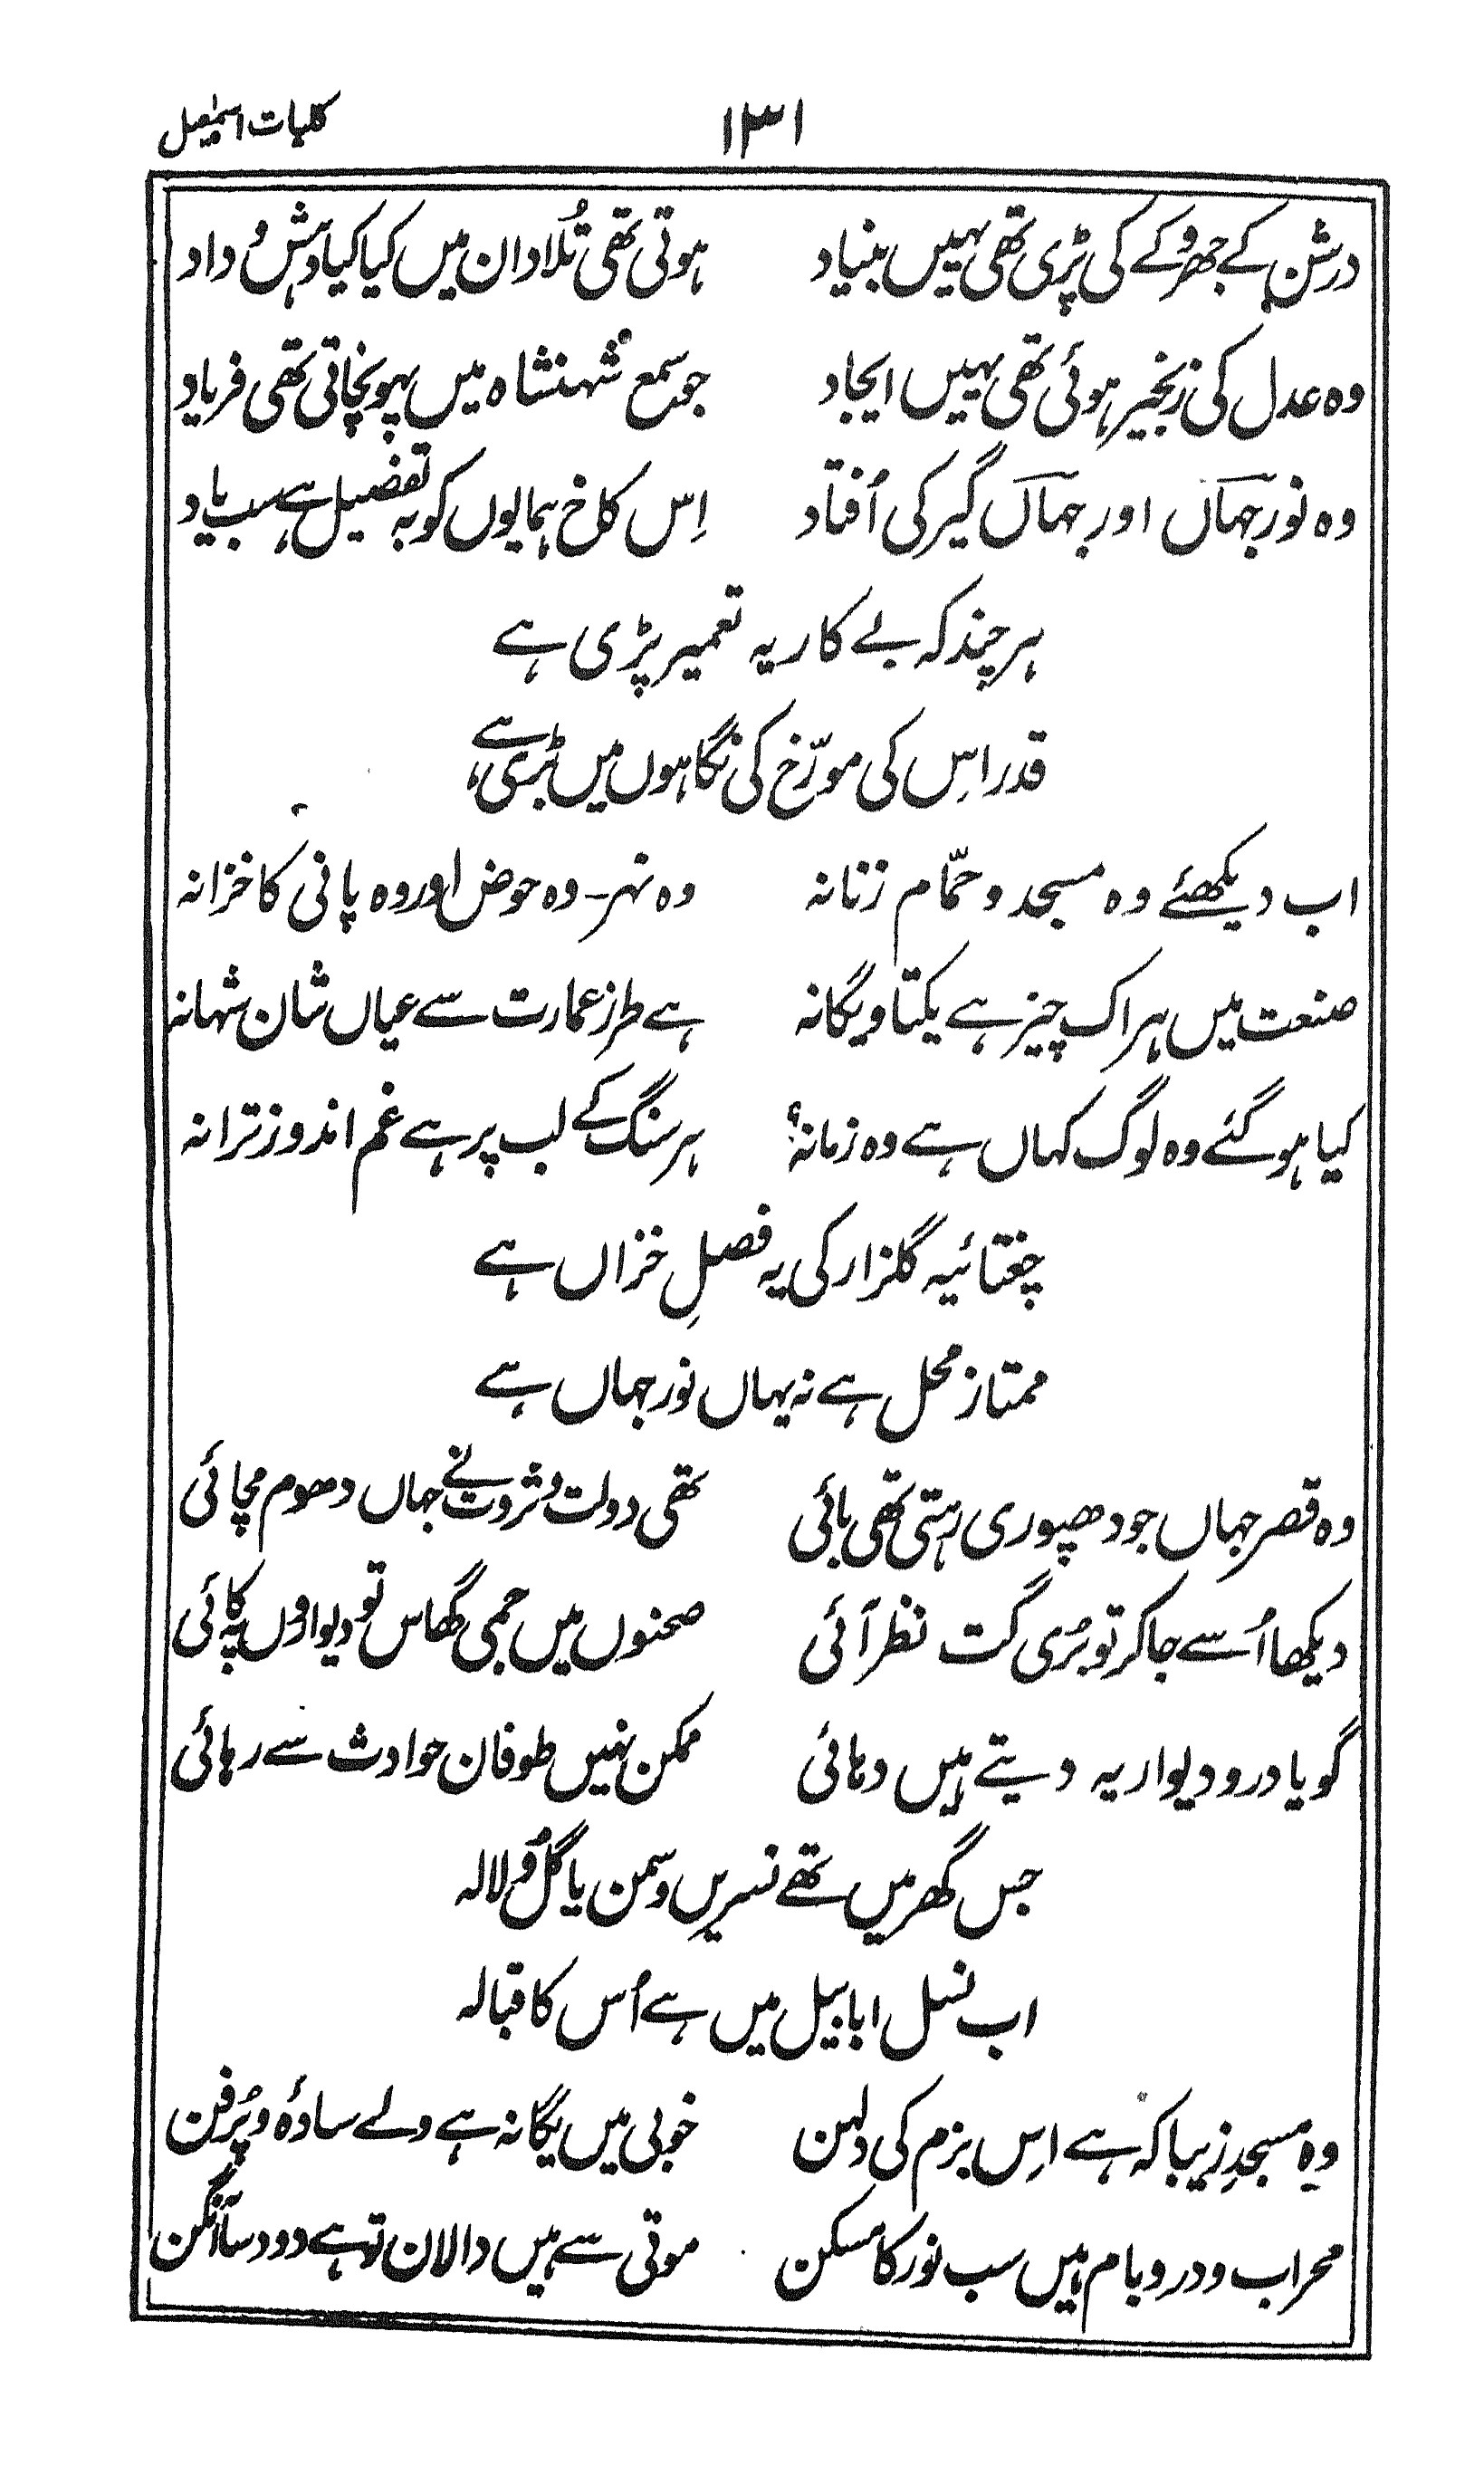 کلیات اسمٰعیل
۱۳۱
درشن کے جھروکے کی پڑی تھی یہیں بنیاد ہوتی تھی تُلادان میں کیا کیا دہش و داد
وہ عدل کی زنجیر ہوئی تھی یہیں ایجاد جو سمع شہنشاہ میں پہونچاتی تھی فریاد
وہ نور جہاں اور جہاں گیر کی اُفتاد اِس کاخ ہمایوں کو بہ تفصیل ہے سب یاد
ہر چند کہ بے کار یہ تعمیر پڑی ہے
قدر اِس کی مورّخ کی نگاہوں میں بڑی ہے
اب دیکھئے وہ مسجد و حمّام زنانہ وہ نہر۔ وہ حوض اور وہ پانی کا خزانہ
صنعت میں ہر اک چیز ہے یکتا و یگانہ ہے طرز عمارت سے عیاں شان شہانہ
کیا ہو گئے وہ لوگ کہاں ہے وہ زمانہ؟ ہر سنگ کے لب پر ہے غم اندوز ترانہ
چغتائیہ گلزار کی یہ فصلِ خزاں ہے
ممتاز محل ہے نہ یہاں نور جہاں ہے
وہ قصر جہاں جودھپوری رہتی تھی بائی تھی دولت و ثروت نے جہاں دھوم مچائی
دیکھا اُسے جا کر تو بُری گت نظر آئی صحنوں میں جمی گھاس تو دیواروں پہ کائی
گویا در و دیوار یہ دیتے ہیں دہائی ممکن نہیں طوفان حوادث سے رہائی
جس گھر میں تھے نسریں و سمن یا گُل و لالہ
اب نسل ابابیل میں ہے اُس کا قبالہ
وہ مسجدِ زیبا کہ ہے اِس بزم کی دلہن خوبی میں یگانہ ہے ولے سادہ و پُرفن
محراب و در و بام ہیں سب نور کا مسکن موتی سے ہیں دالان تو ہے دودھ سا آنگن